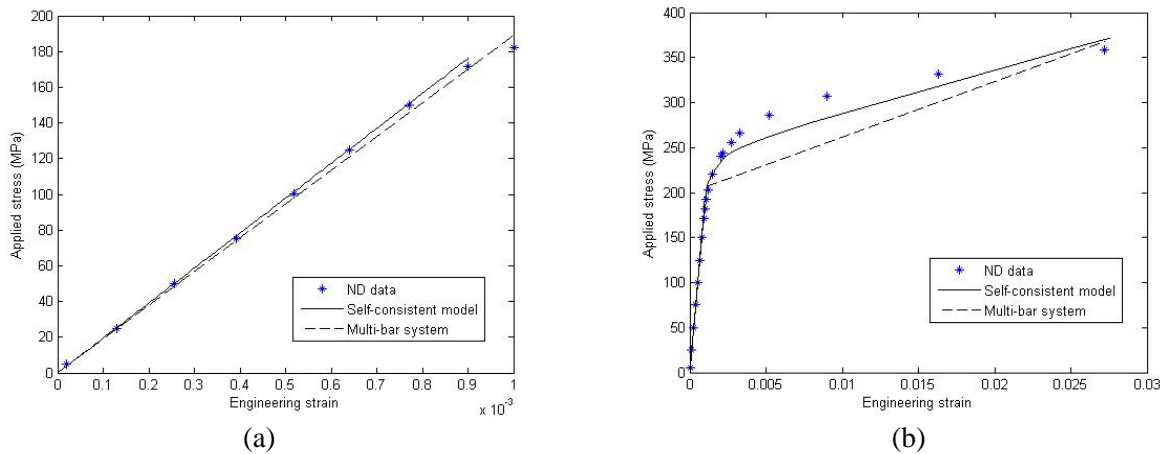 200
180
160
140
120
100
80
60
40
20
0
Applied stress (MPa)
0 0.1 0.2 0.3 0.4 0.5 0.6 0.7 0.8 0.9 1
x 10⁻³
Engineering strain
ND data
Self-consistent model
Multi-bar system
(a)
400
350
300
250
200
150
100
50
0
Applied stress (MPa)
0 0.005 0.01 0.015 0.02 0.025 0.03
Engineering strain
ND data
Self-consistent model
Multi-bar system
(b)